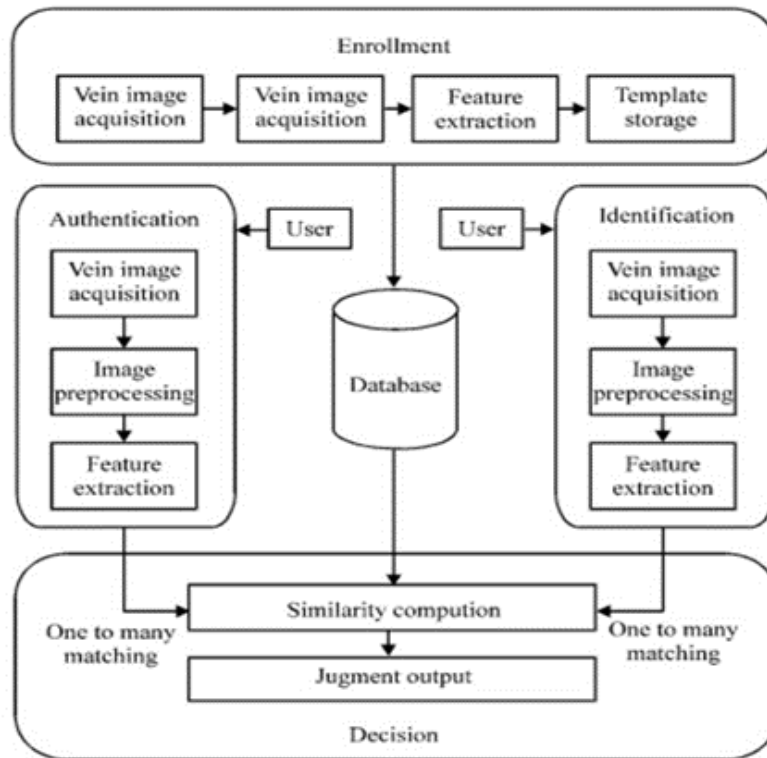 Enrollment
Vein image
acquisition
Vein image
acquisition
Feature
extraction
Template
storage
Authentication
User
User
Identification
Vein image
acquisition
Image
preprocessing
Feature
extraction
Database
Vein image
acquisition
Image
preprocessing
Feature
extraction
Similarity compution
One to many
matching
One to many
matching
Jugment output
Decision